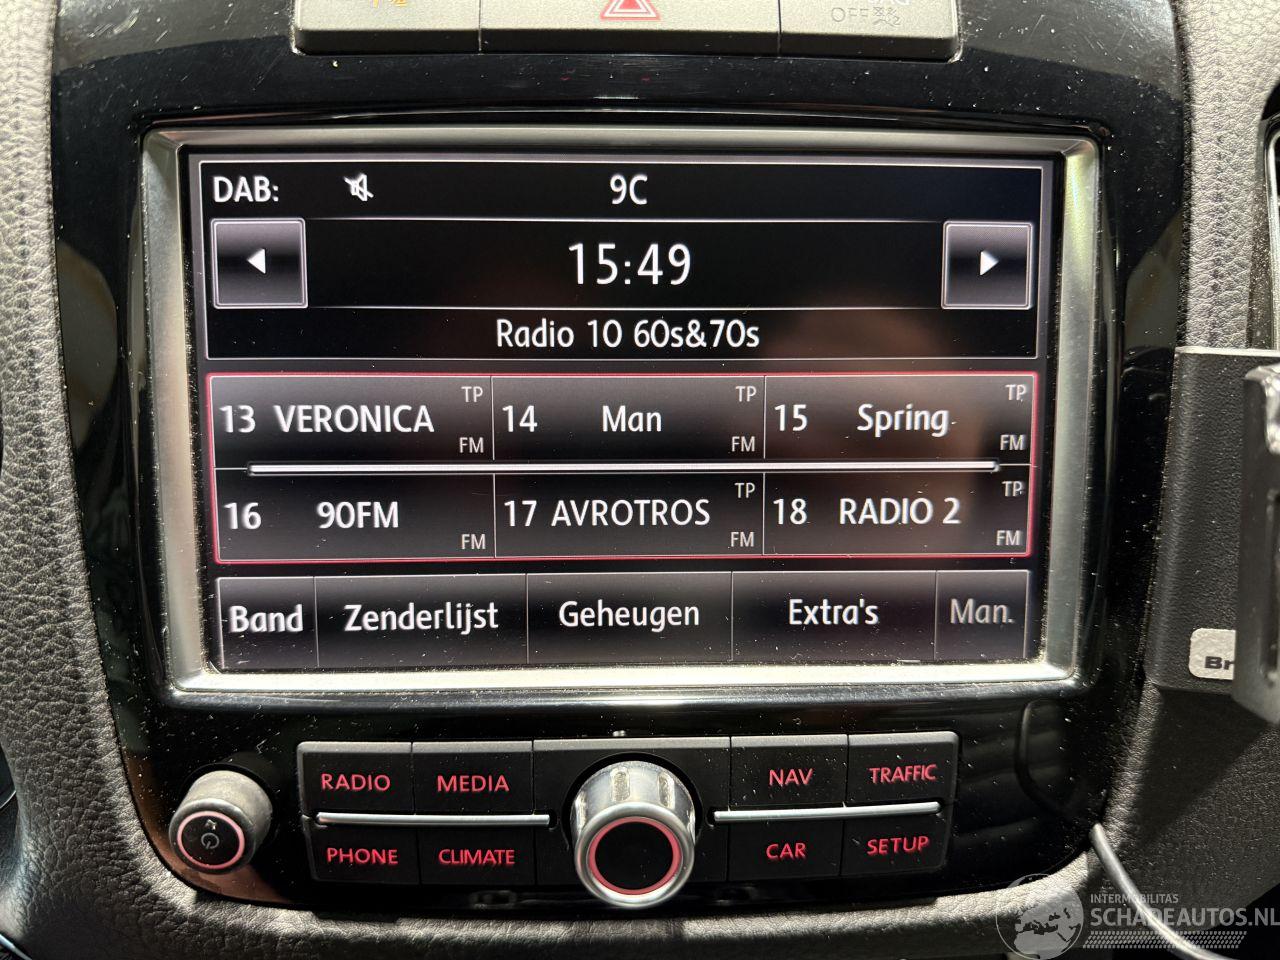 OFF
DAB: 9C
15:49
Radio 10 60s&70s
13 VERONICA TP FM
14 Man TP FM
15 Spring. TP FM
16 90FM FM
17 AVROTROS TP FM
18 RADIO 2 TP FM
Band Zenderlijst Geheugen Extra's Man.
Br
RADIO MEDIA NAV TRAFFIC
PHONE CLIMATE CAR SETUP
INTERMOBILITAS
SCHADEAUTOS.NL